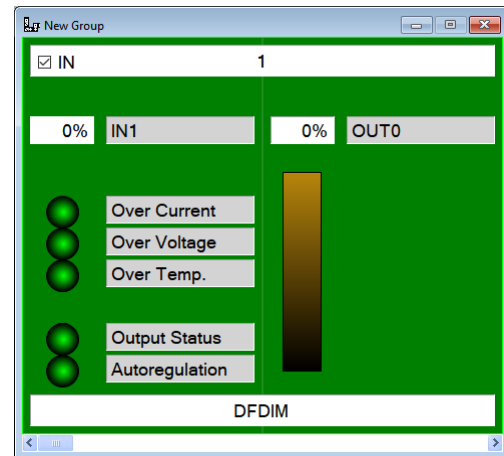 New Group
IN 1
0% IN1 0% OUT0
Over Current
Over Voltage
Over Temp.
Output Status
Autoregulation
DFDIM